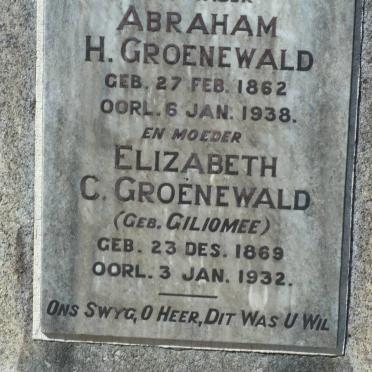 ABRAHAM
H. GROENEWALD
GEB. 27 FEB. 1862
OORL. 6 JAN. 1938.
EN MOEDER
ELIZABETH
C. GROENEWALD
(GEB. GILIOMEE)
GEB. 23 DES. 1869
OORL. 3 JAN. 1932.
ONS SWYG, O HEER, DIT WAS U WIL